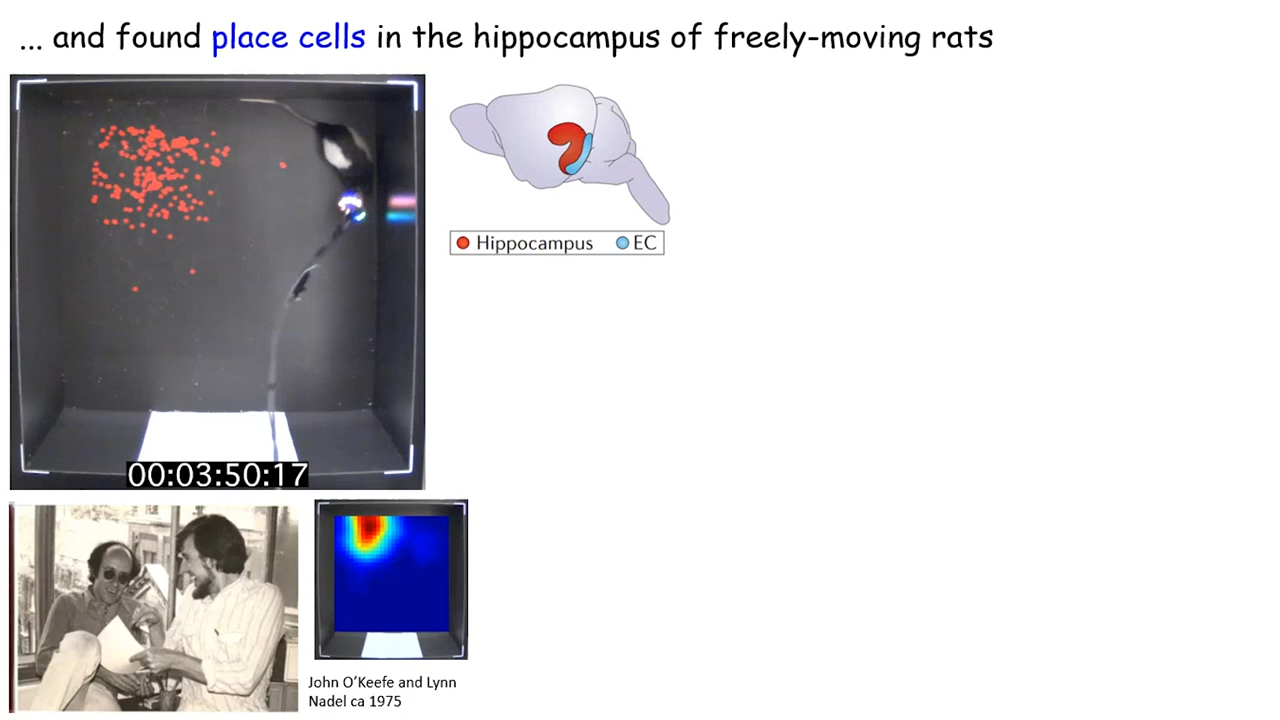 ... and found place cells in the hippocampus of freely-moving rats
Hippocampus EC
00:03:50:17
John O'Keefe and Lynn
Nadel ca 1975